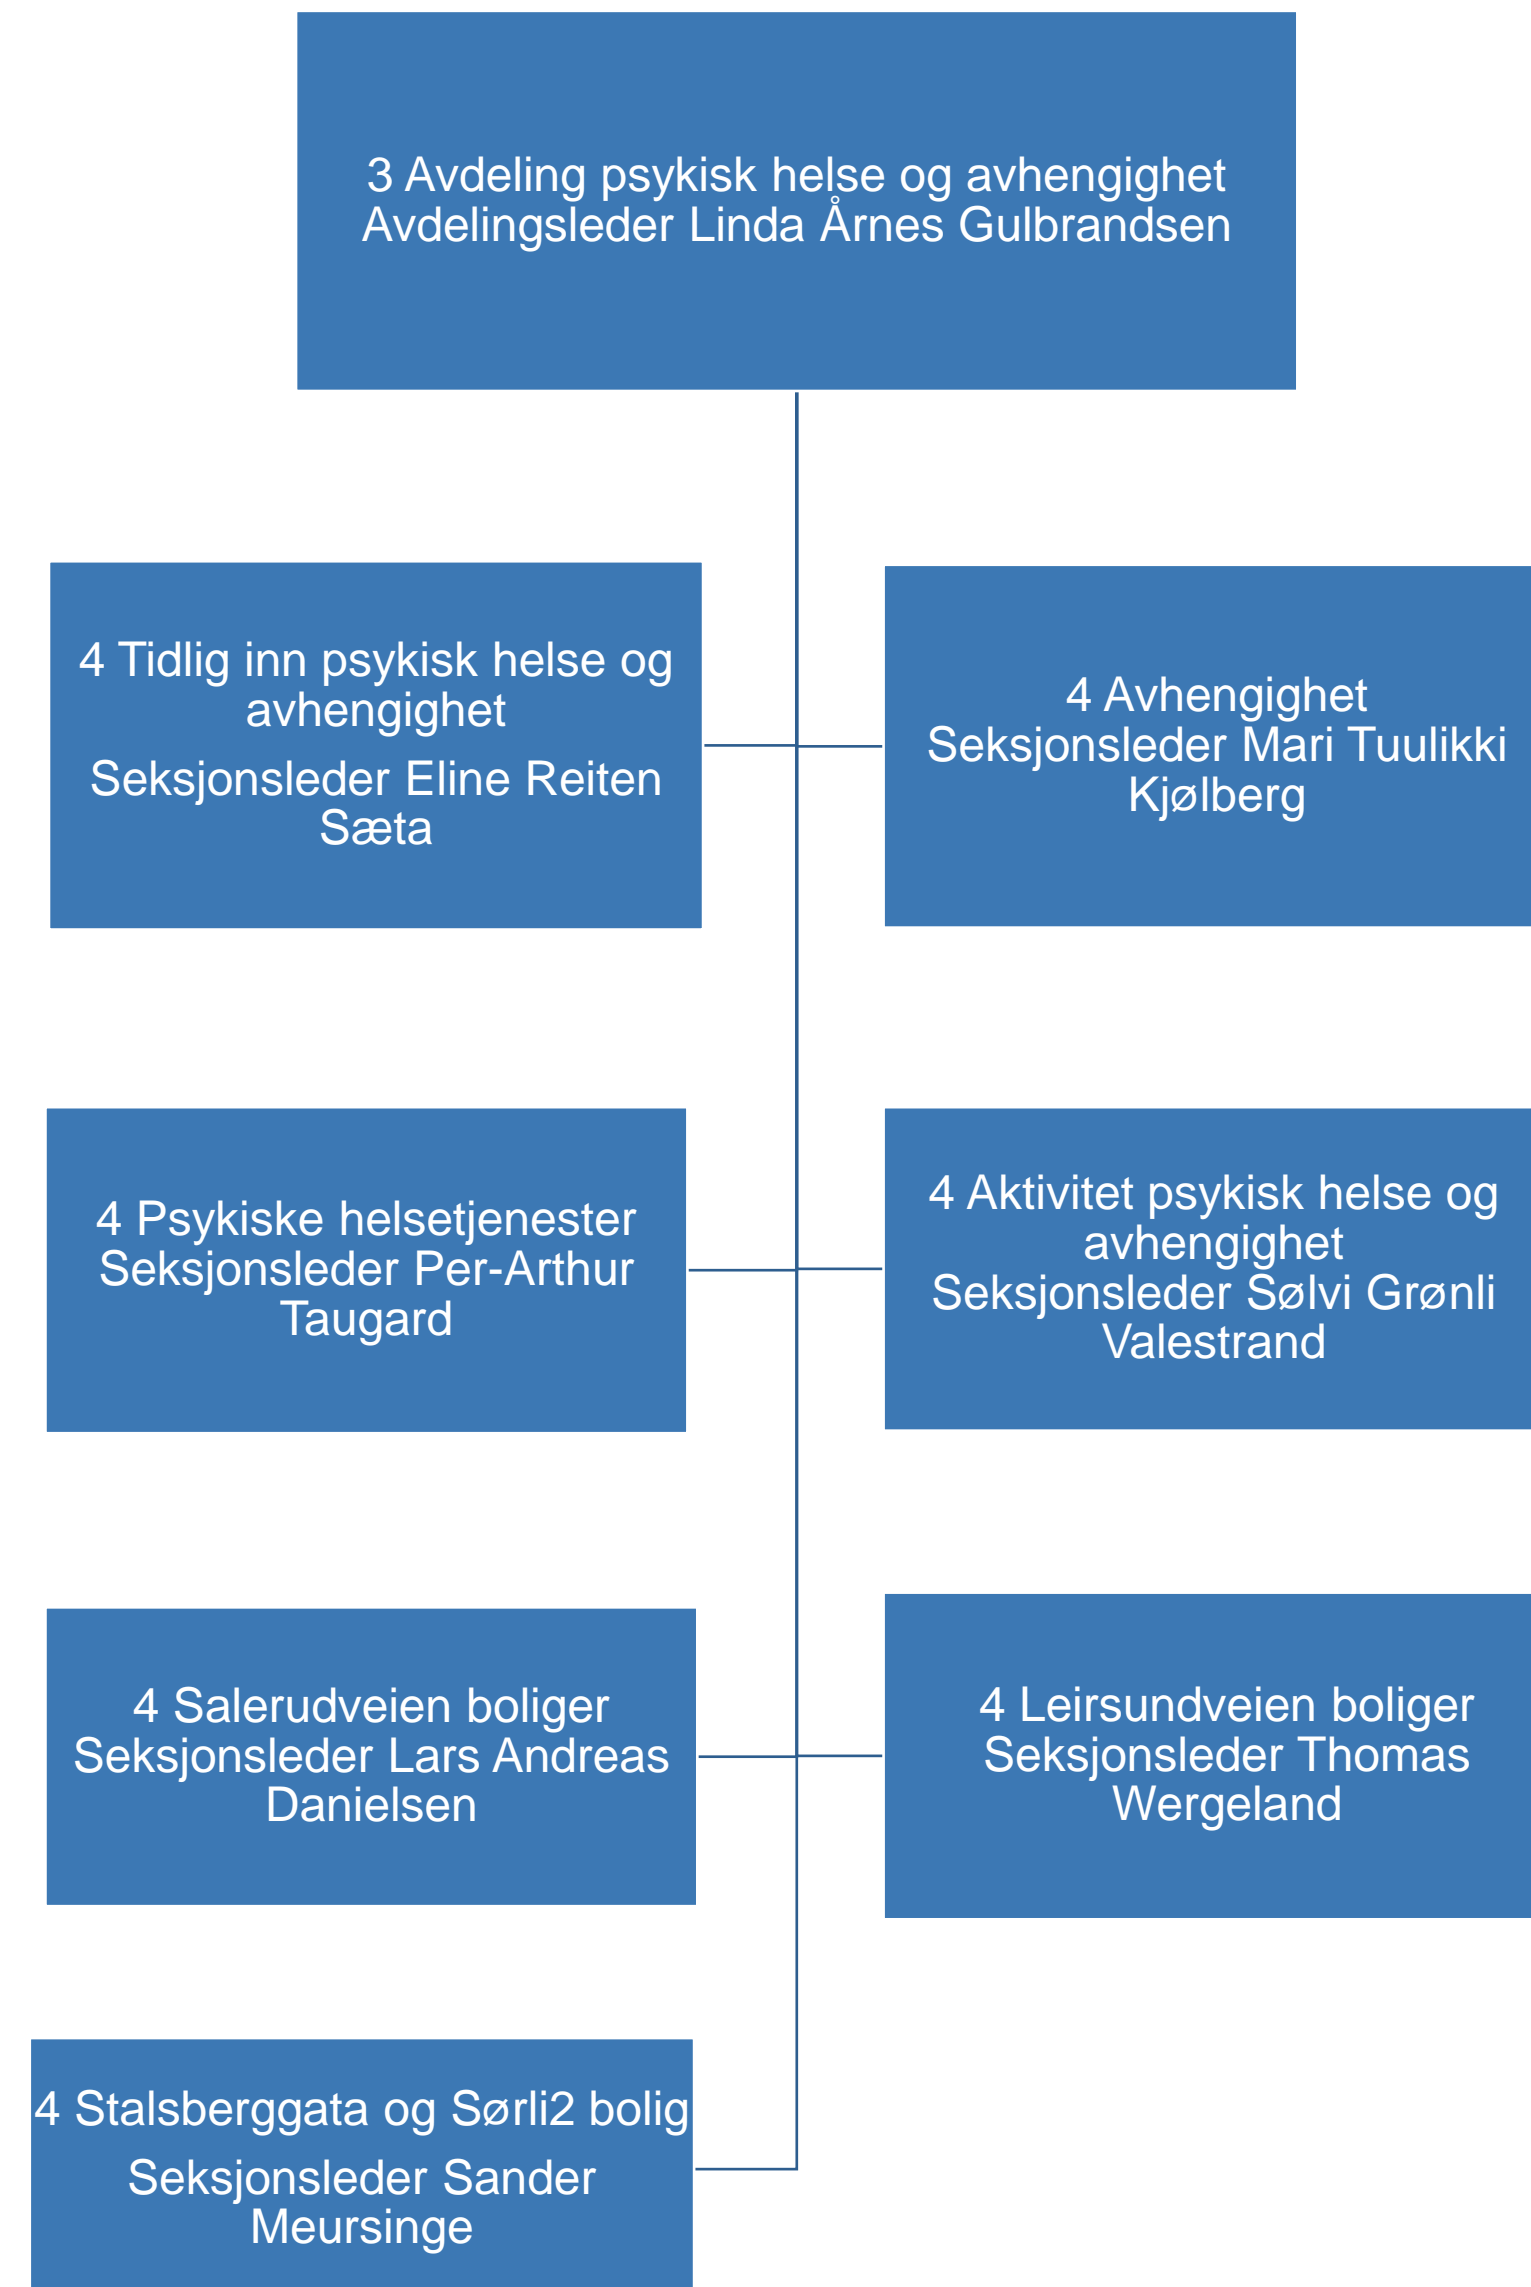 3 Avdeling psykisk helse og avhengighet
Avdelingsleder Linda Årnes Gulbrandsen
4 Tidlig inn psykisk helse og
avhengighet
Seksjonsleder Eline Reiten
Sæta
4 Avhengighet
Seksjonsleder Mari Tuulikki
Kjølberg
4 Psykiske helsetjenester
Seksjonsleder Per-Arthur
Taugard
4 Aktivitet psykisk helse og
avhengighet
Seksjonsleder Sølvi Grønli
Valestrand
4 Salerudveien boliger
Seksjonsleder Lars Andreas
Danielsen
4 Leirsundveien boliger
Seksjonsleder Thomas
Wergeland
4 Stalsberggata og Sørli2 bolig
Seksjonsleder Sander
Meursinge